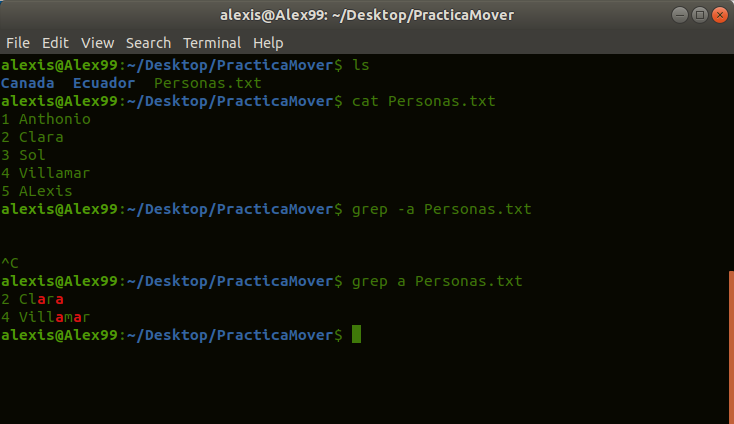 alexis@Alex99: ~/Desktop/PracticaMover
File Edit View Search Terminal Help
alexis@Alex99:~/Desktop/PracticaMover$ ls
Canada  Ecuador  Personas.txt
alexis@Alex99:~/Desktop/PracticaMover$ cat Personas.txt
1 Anthonio
2 Clara
3 Sol
4 Villamar
5 ALexis
alexis@Alex99:~/Desktop/PracticaMover$ grep -a Personas.txt
^C
alexis@Alex99:~/Desktop/PracticaMover$ grep a Personas.txt
2 Clara
4 Villamar
alexis@Alex99:~/Desktop/PracticaMover$